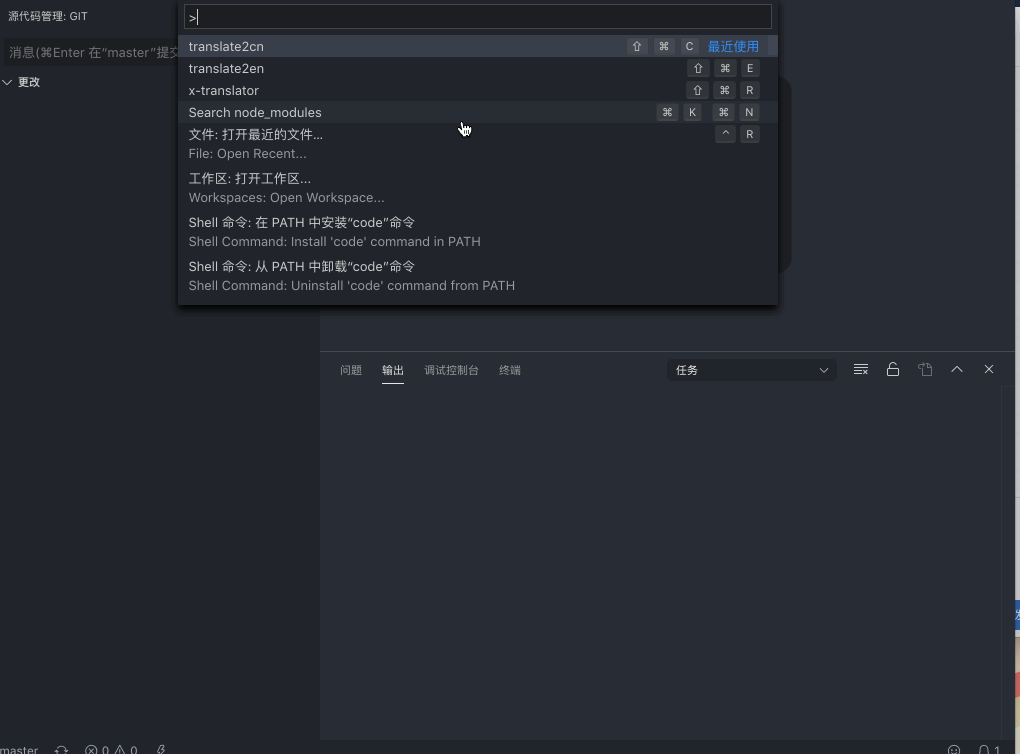 源代码管理: GIT
>
消息(⌘Enter 在“master”提交
更改
translate2cn ⇧ ⌘ C 最近使用
translate2en ⇧ ⌘ E
x-translator ⇧ ⌘ R
Search node_modules ⌘ K ⌘ N
文件: 打开最近的文件... ^ R
File: Open Recent...
工作区: 打开工作区...
Workspaces: Open Workspace...
Shell 命令: 在 PATH 中安装“code”命令
Shell Command: Install 'code' command in PATH
Shell 命令: 从 PATH 中卸载“code”命令
Shell Command: Uninstall 'code' command from PATH
问题 输出 调试控制台 终端 任务
master 0 0 1